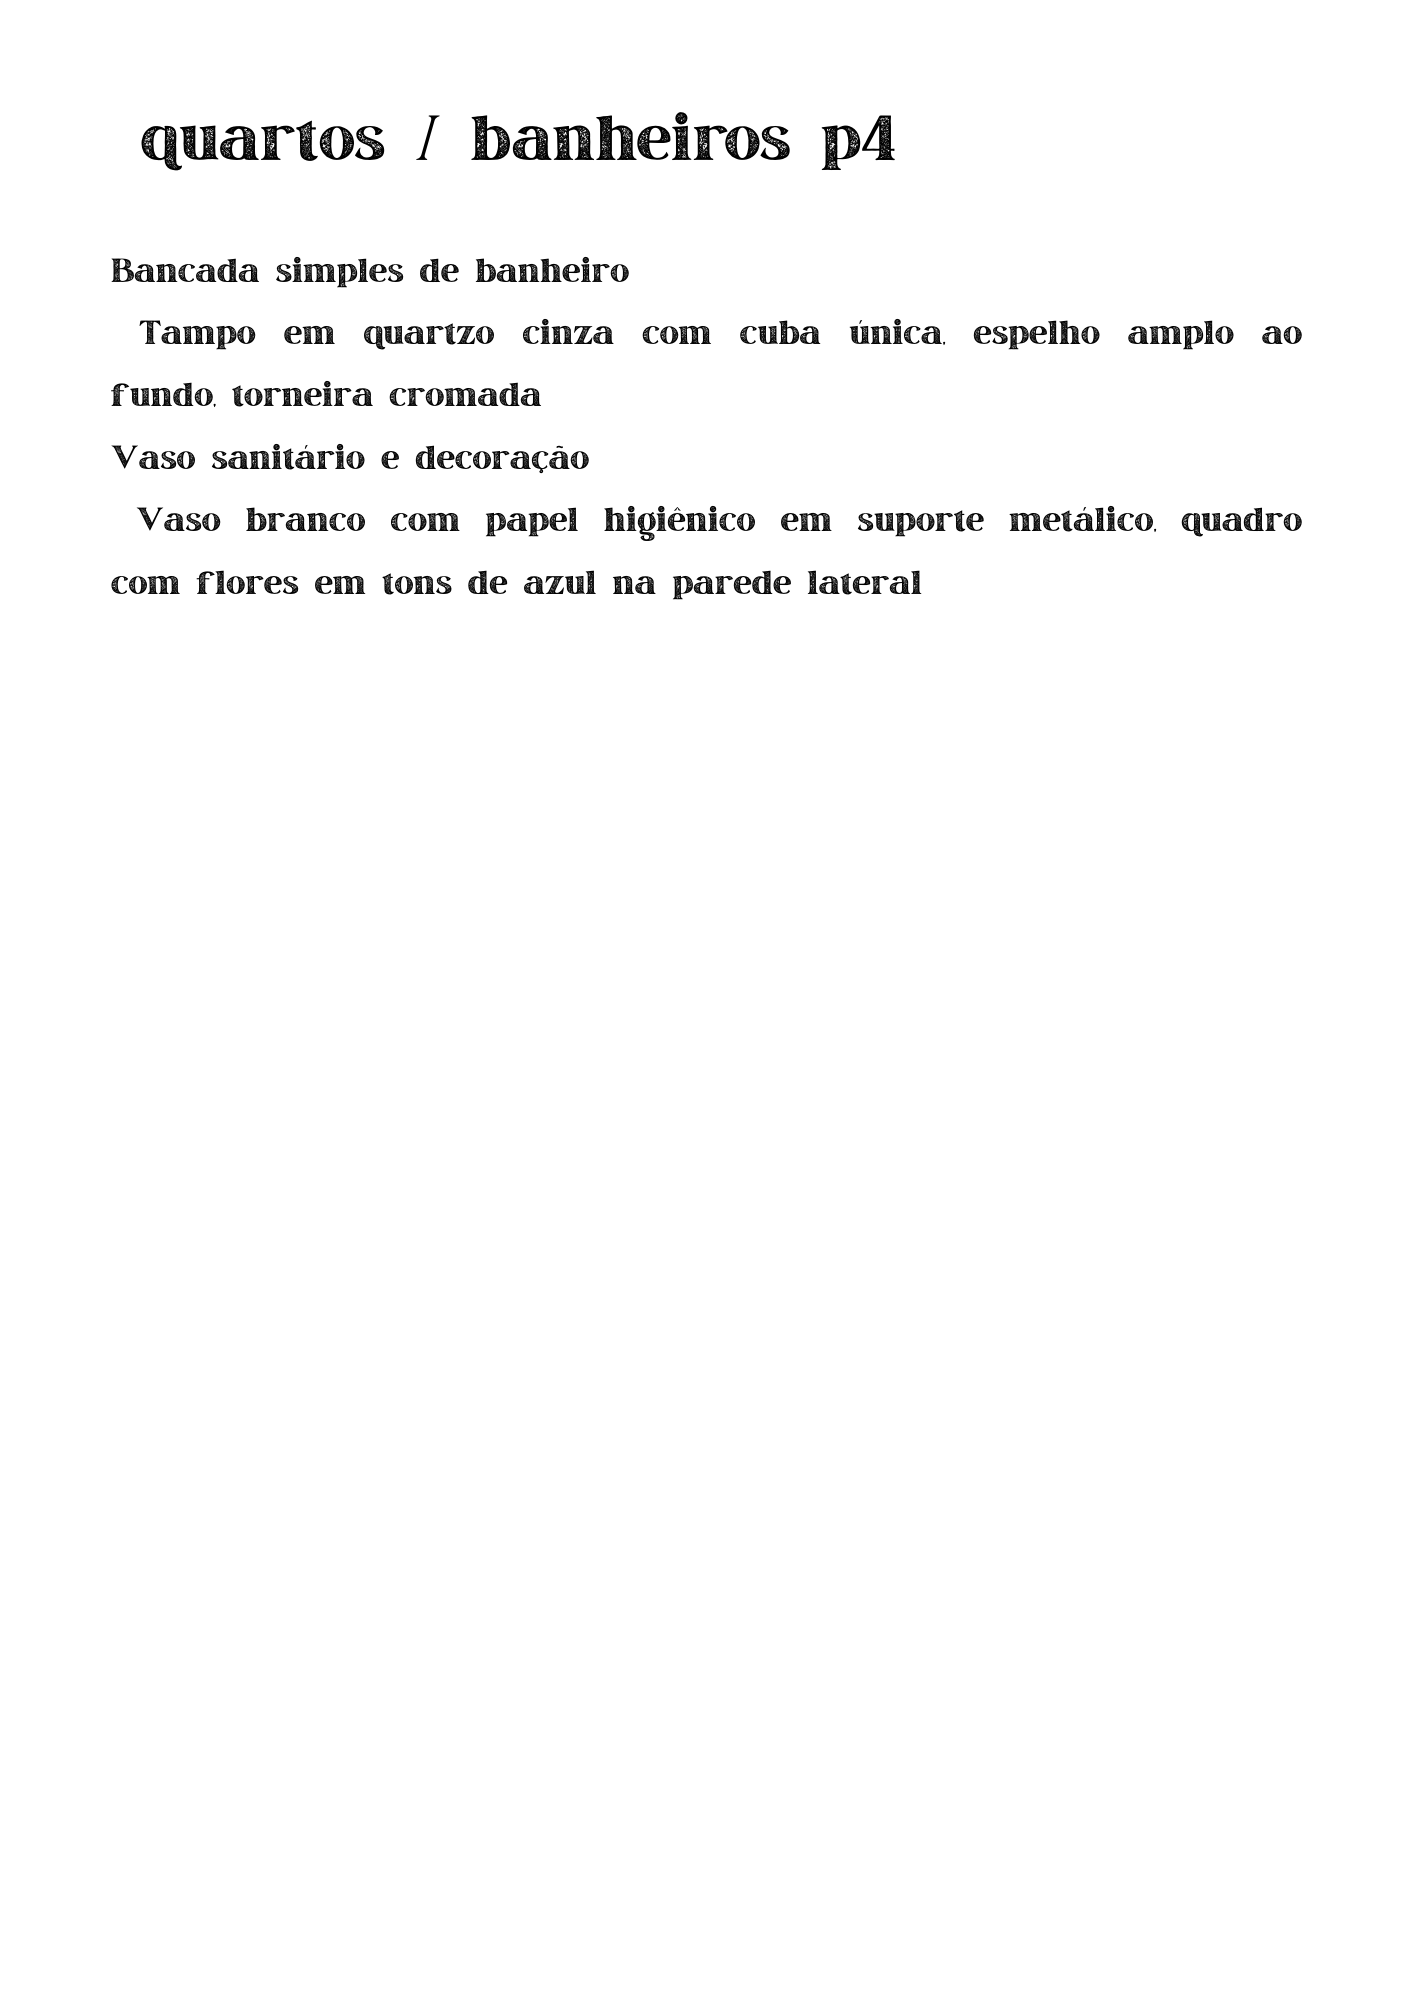 quartos / banheiros p4
Bancada simples de banheiro
Tampo em quartzo cinza com cuba única, espelho amplo ao
fundo, torneira cromada
Vaso sanitário e decoração
Vaso branco com papel higiênico em suporte metálico, quadro
com flores em tons de azul na parede lateral